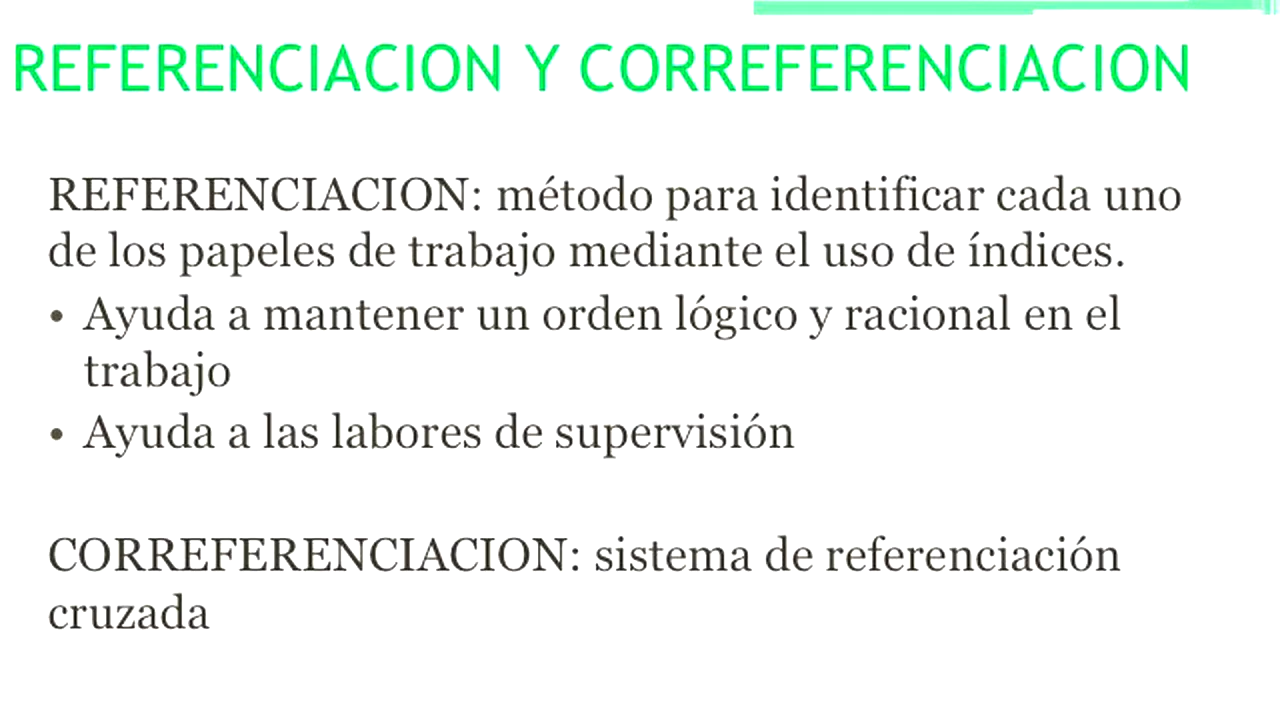 REFERENCIACION Y CORREFERENCIACION
REFERENCIACION: método para identificar cada uno
de los papeles de trabajo mediante el uso de índices.
• Ayuda a mantener un orden lógico y racional en el
trabajo
• Ayuda a las labores de supervisión
CORREFERENCIACION: sistema de referenciación
cruzada